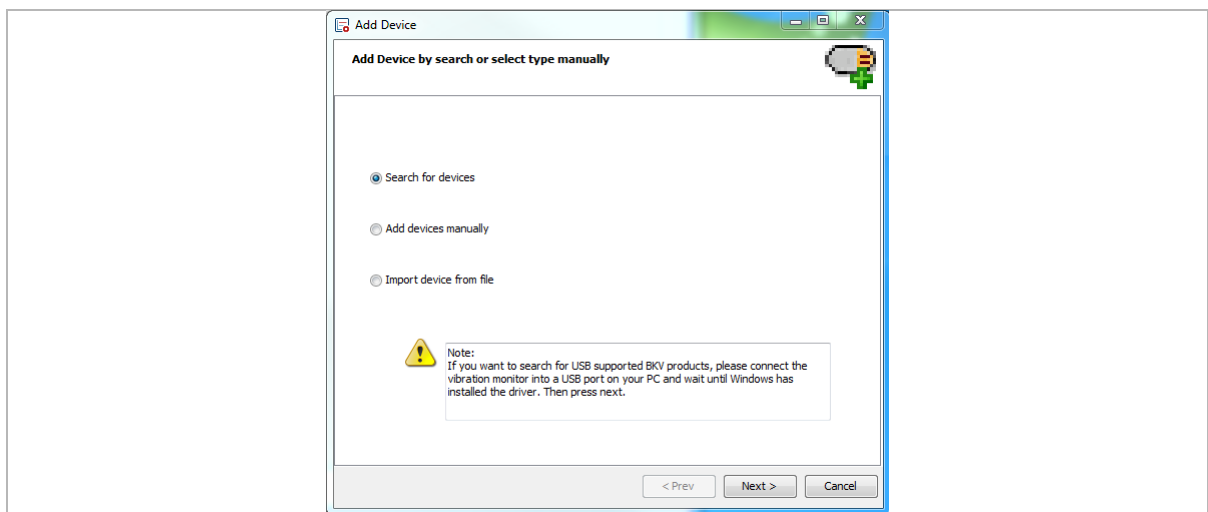 Add Device
Add Device by search or select type manually
Search for devices
Add devices manually
Import device from file
Note:
If you want to search for USB supported BKV products, please connect the
vibration monitor into a USB port on your PC and wait until Windows has
installed the driver. Then press next.
< Prev
Next >
Cancel